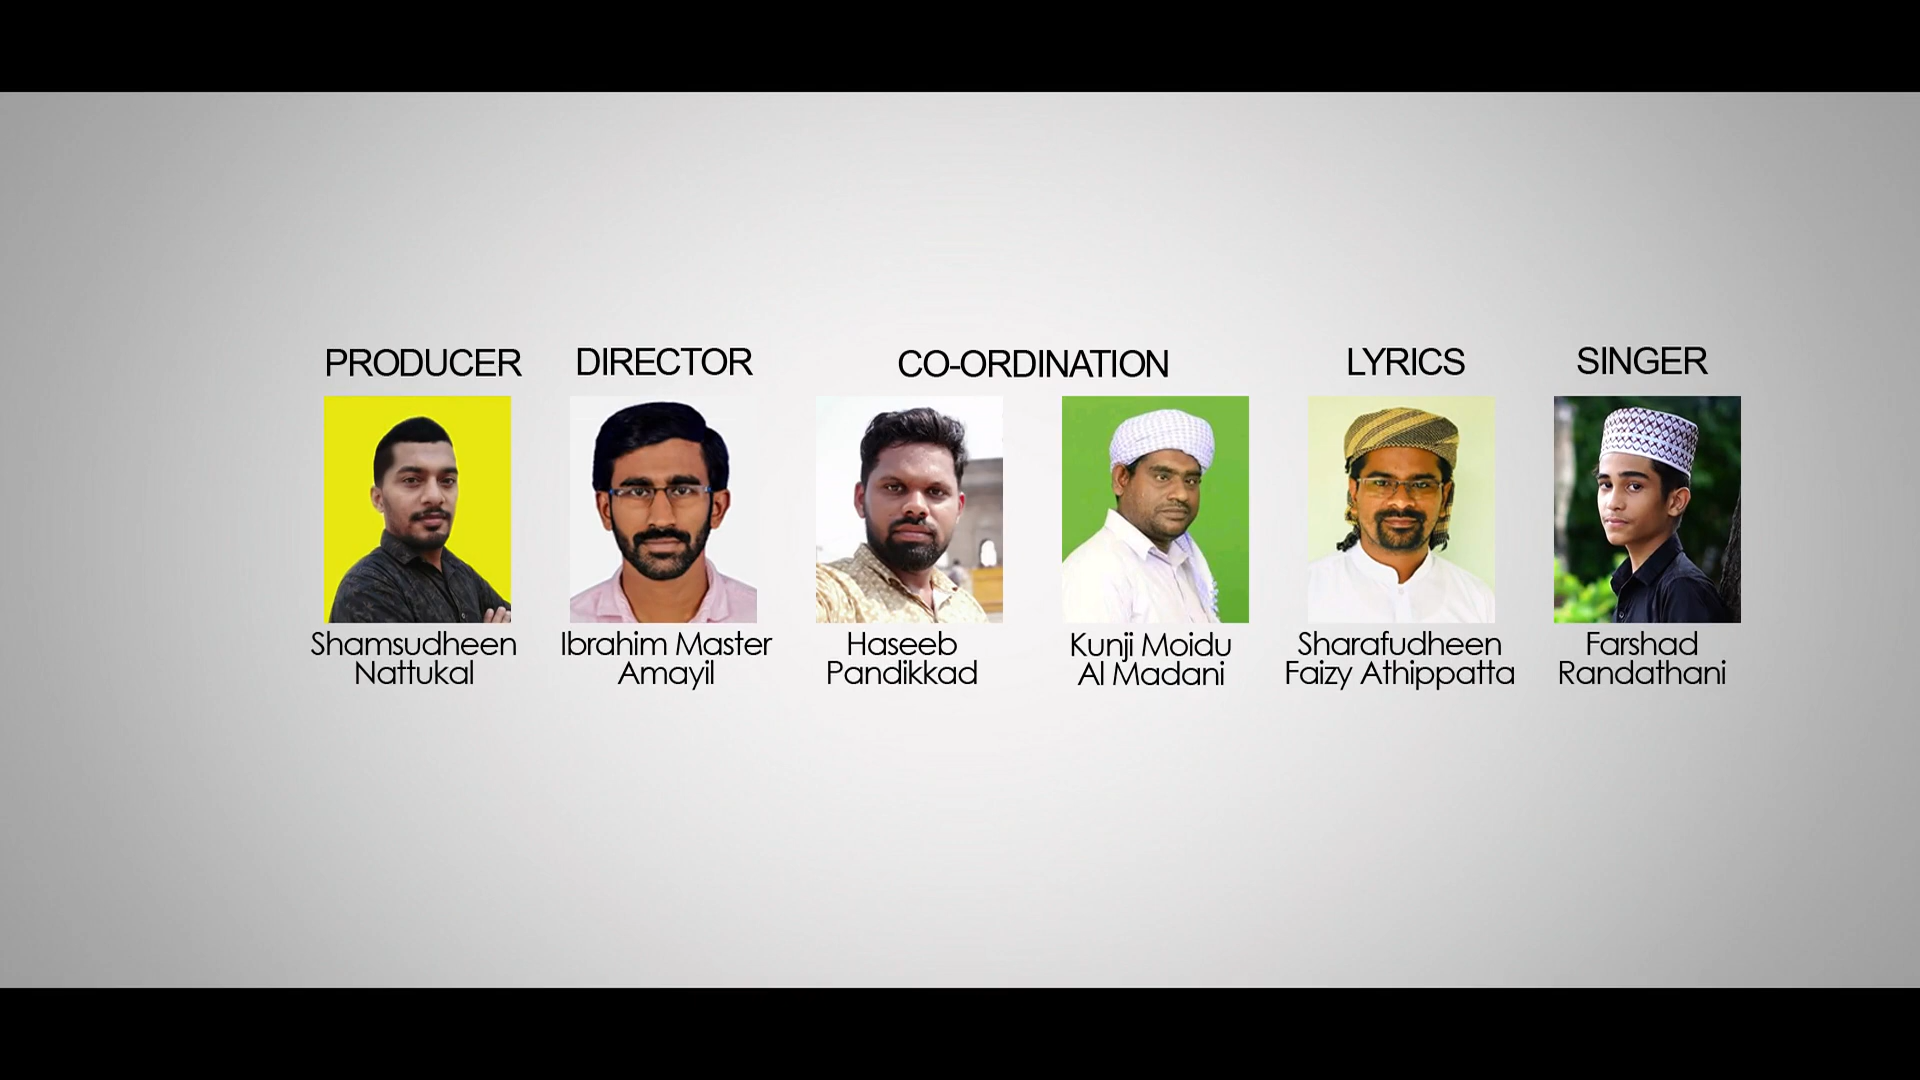 PRODUCER
DIRECTOR
CO-ORDINATION
LYRICS
SINGER
Shamsudheen
Nattukal
Ibrahim Master
Amayil
Haseeb
Pandikkad
Kunji Moidu
Al Madani
Sharafudheen
Faizy Athippatta
Farshad
Randathani